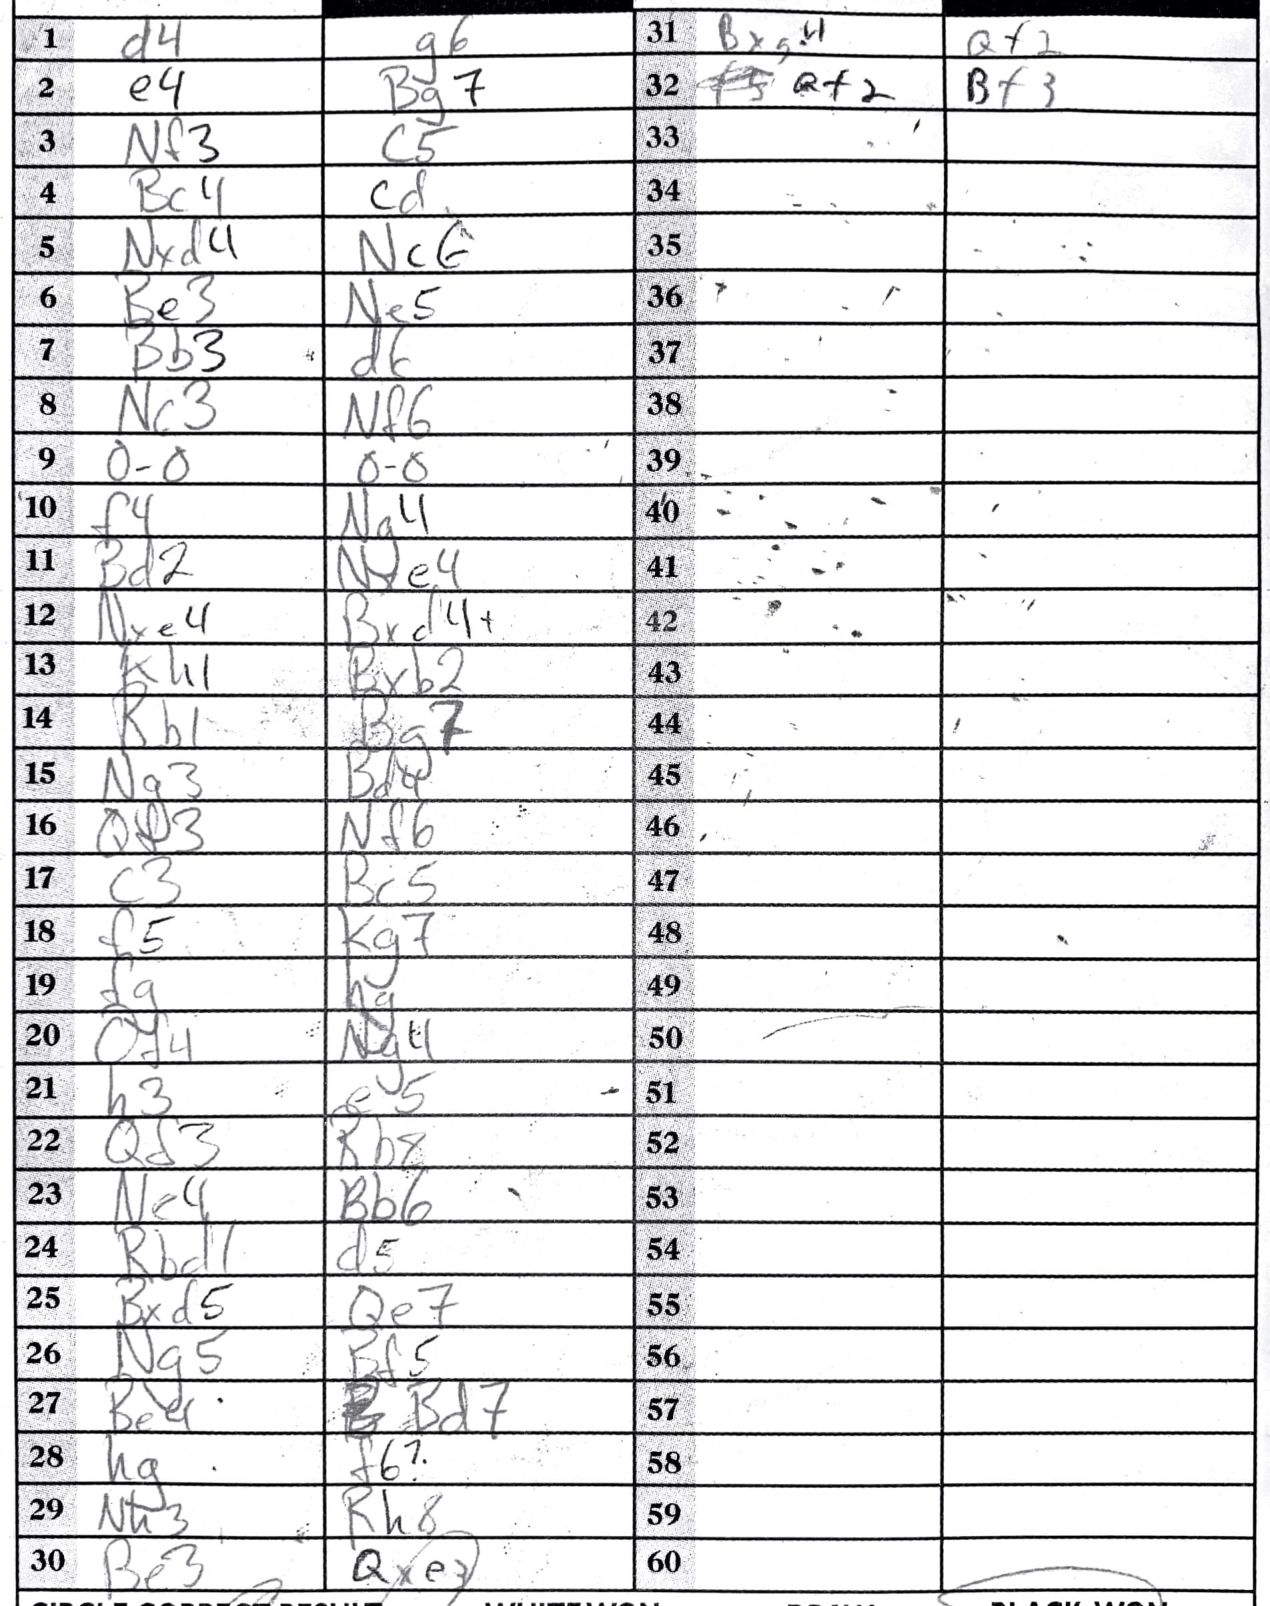 1 d4 g6 31 Bxg4 Qf2
2 e4 Bg7 32 Qf2 Bf3
3 Nf3 c5 33
4 Bc4 cd 34
5 Nxd4 Nc6 35
6 Be3 Ne5 36
7 Bb3 d6 37
8 Nc3 Nf6 38
9 0-0 0-0 39
10 f4 Ng4 40
11 Bd2 Nxe4 41
12 Nxe4 Bxd4+ 42
13 Kh1 Bxb2 43
14 Rb1 Bg7 44
15 Ng3 Bd4 45
16 Qf3 Nf6 46
17 c3 Bc5 47
18 f5 Kg7 48
19 fg hg 49
20 Qf4 Ng4 50
21 h3 e5 51
22 Qf3 Rh8 52
23 Ne4 Bb6 53
24 Rbd1 d5 54
25 Bxd5 Qe7 55
26 Ng5 Bf5 56
27 Be4 Bd7 57
28 hg f6? 58
29 Nh3 Rh8 59
30 Be3 Qxe3 60
CIRCLE CORRECT RESULT WHITE WON DRAW BLACK WON